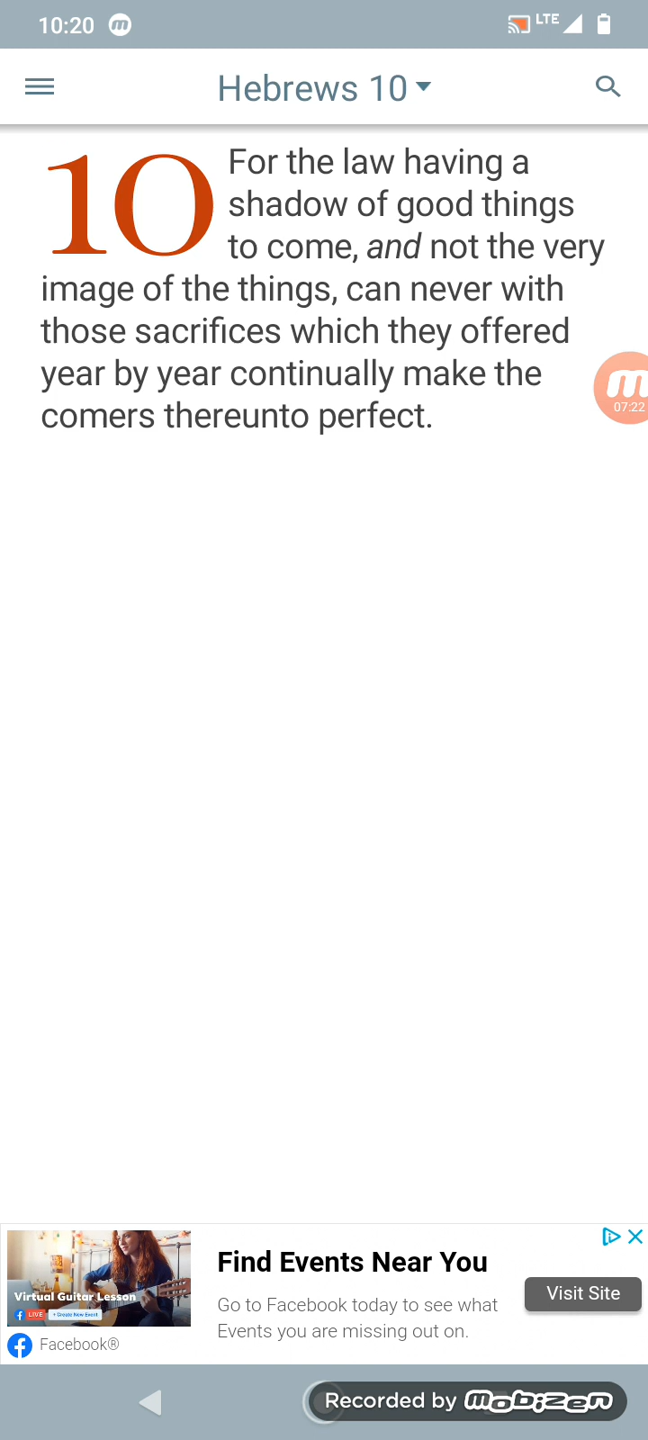 10:20
LTE
Hebrews 10
10 For the law having a
shadow of good things
to come, and not the very
image of the things, can never with
those sacrifices which they offered
year by year continually make the
comers thereunto perfect.
07:22
Find Events Near You
Virtual Guitar Lesson
LIVE
+ Create New Event
Visit Site
Go to Facebook today to see what
Events you are missing out on.
Facebook®
Recorded by mobizen